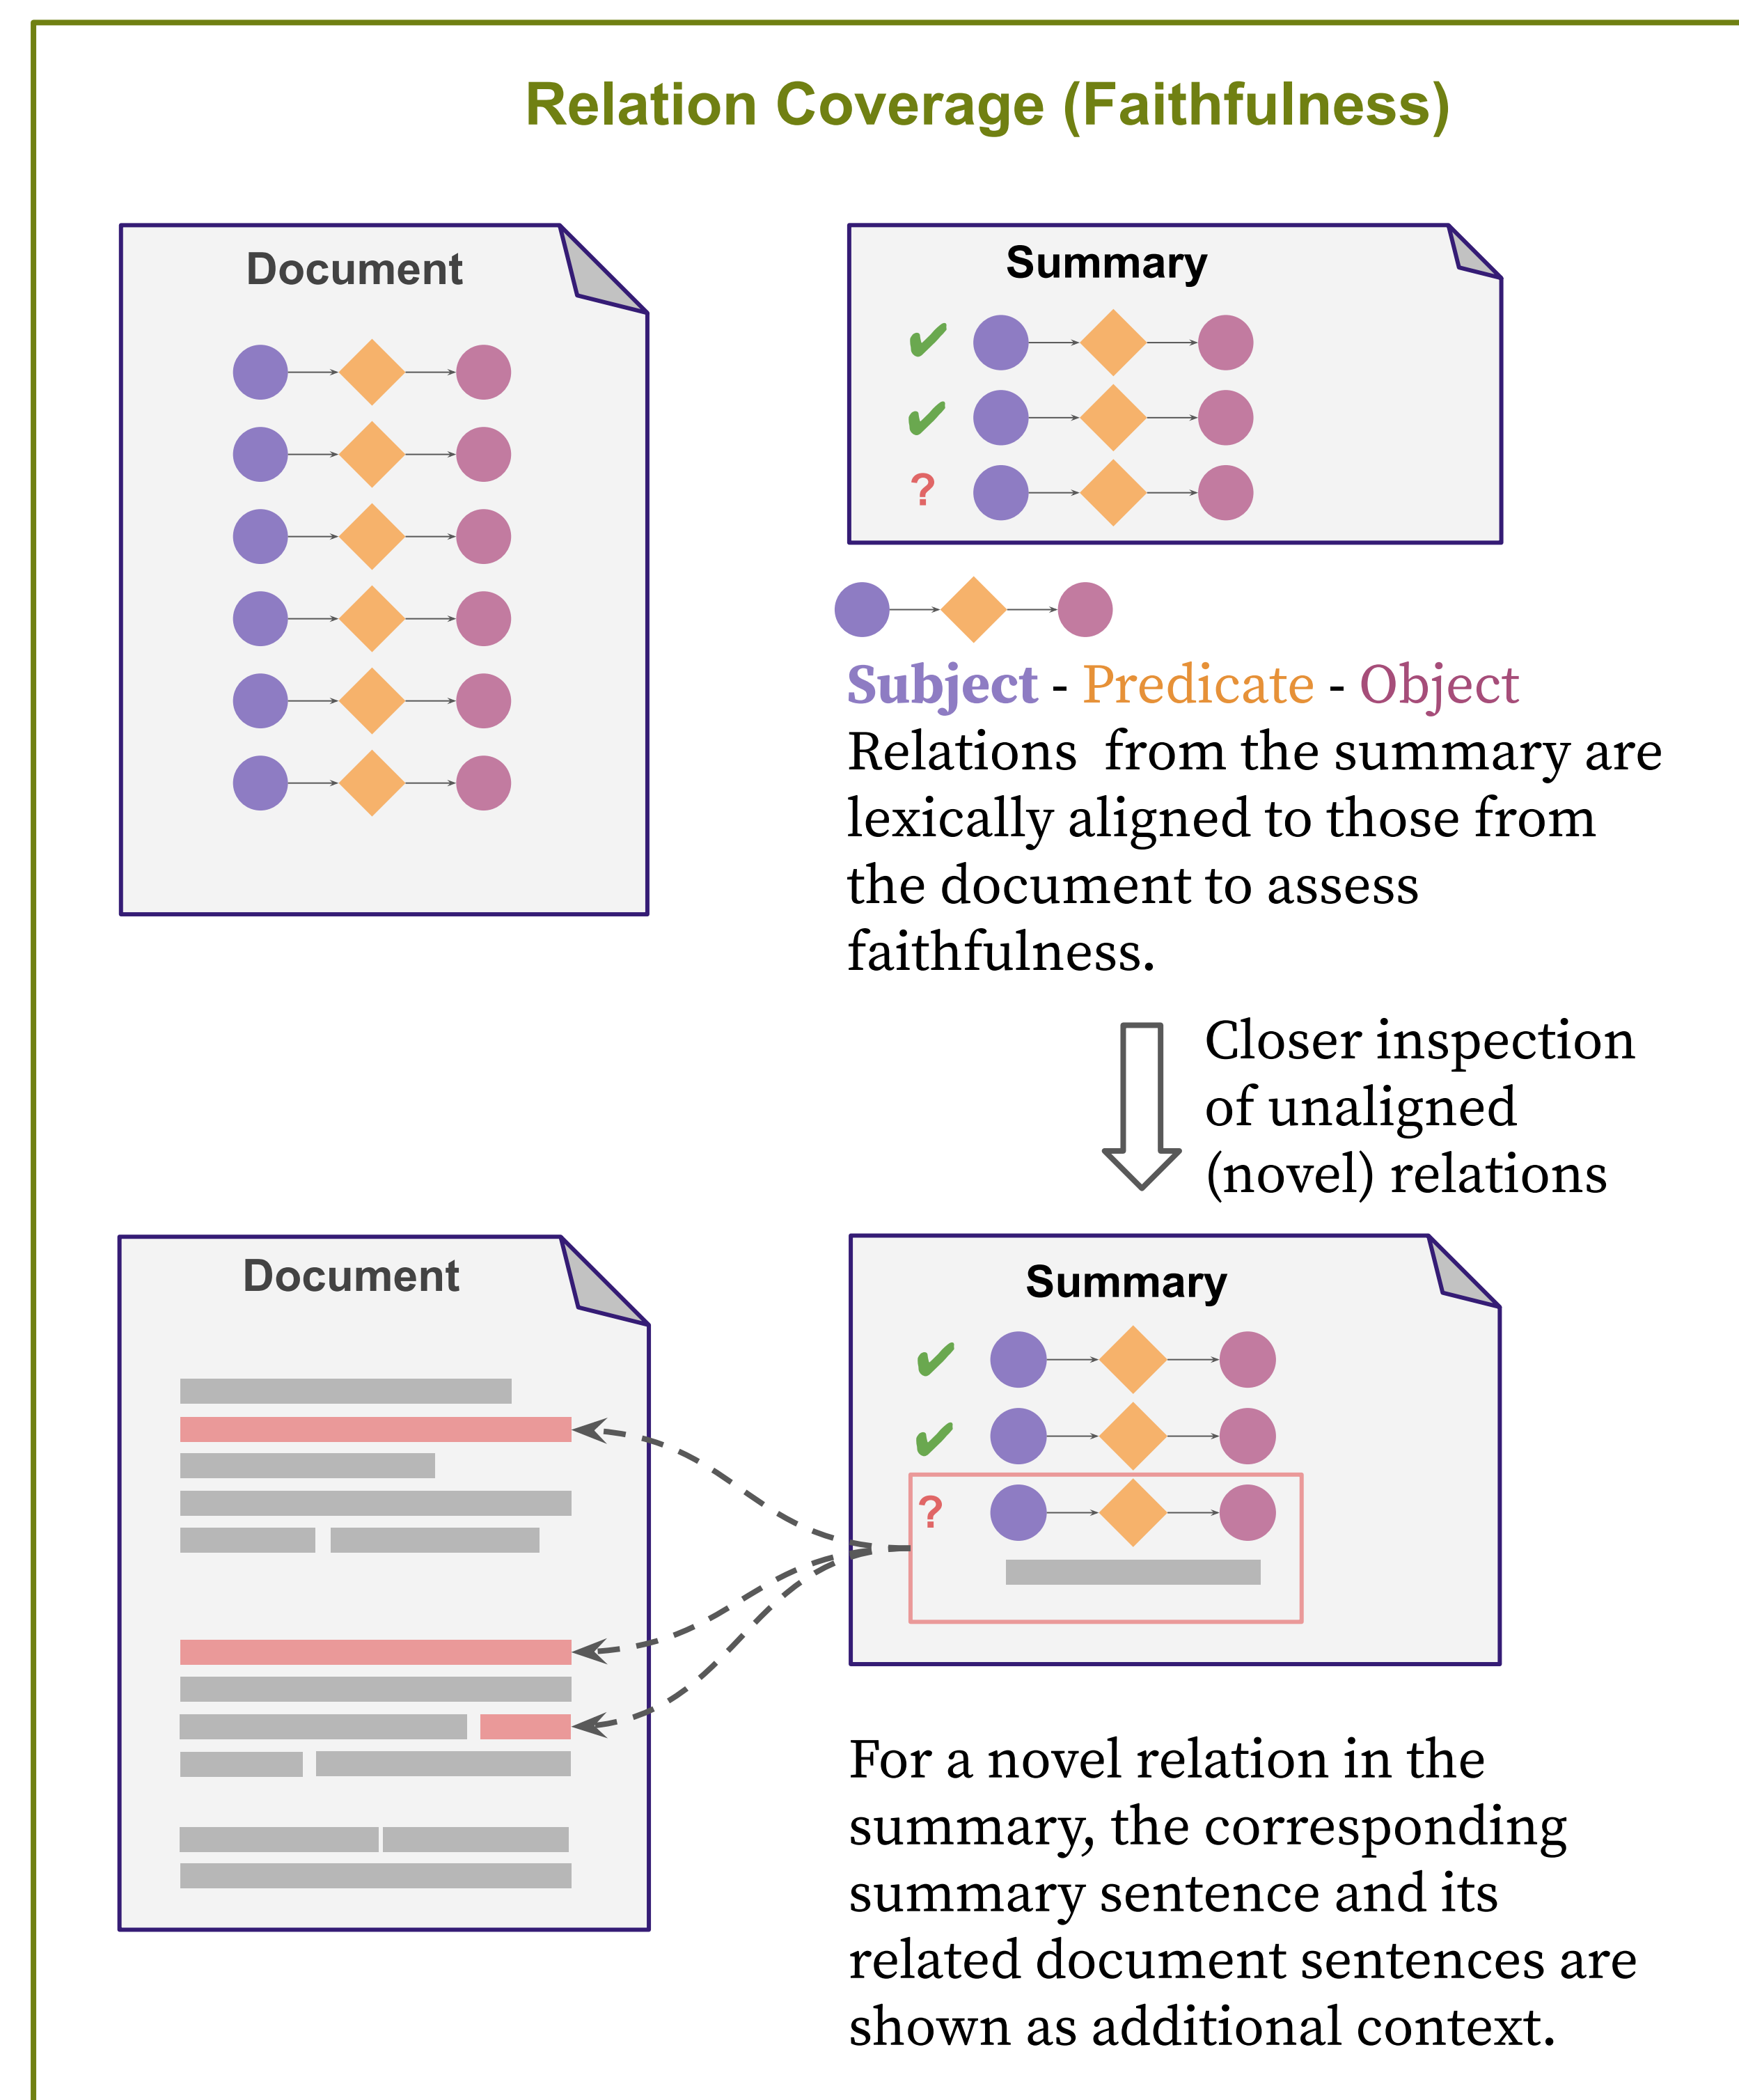 Relation Coverage (Faithfulness)
Document
Summary
?
Subject - Predicate - Object
Relations  from the summary are
lexically aligned to those from
the document to assess
faithfulness.
Closer inspection
of unaligned
(novel) relations
Document
Summary
?
For a novel relation in the
summary, the corresponding
summary sentence and its
related document sentences are
shown as additional context.